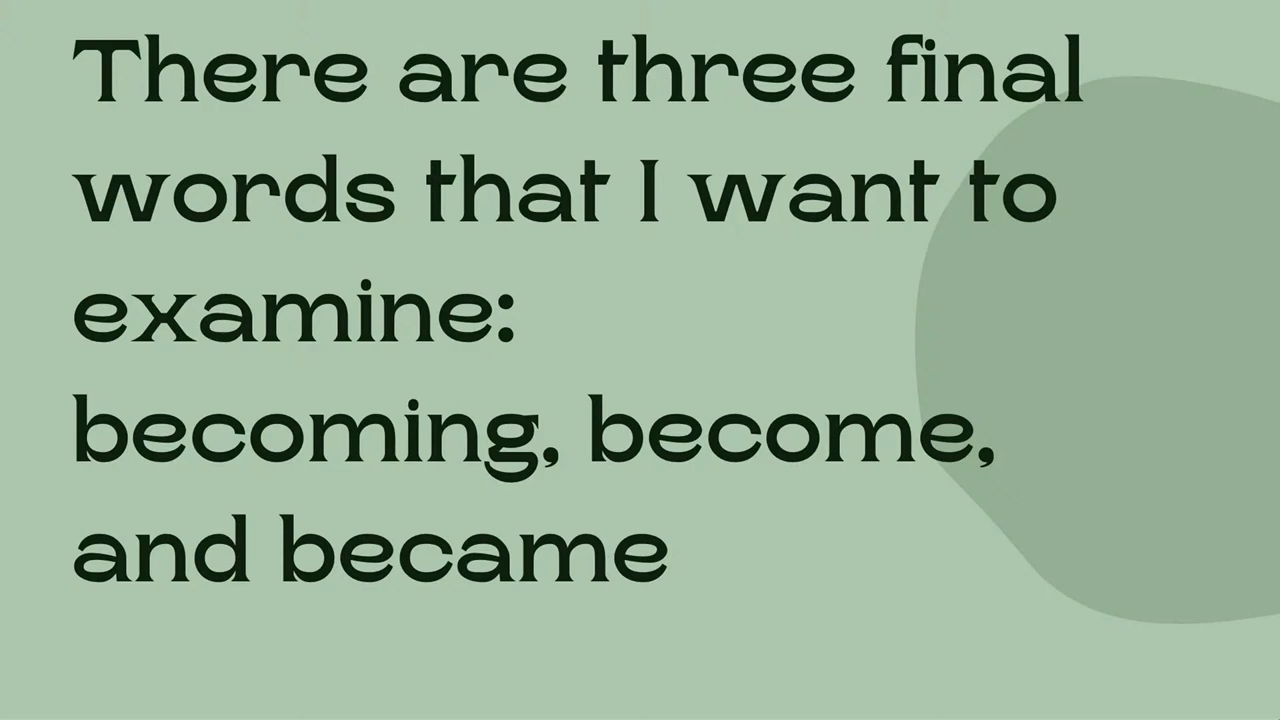 There are three final
words that I want to
examine:
becoming, become,
and became